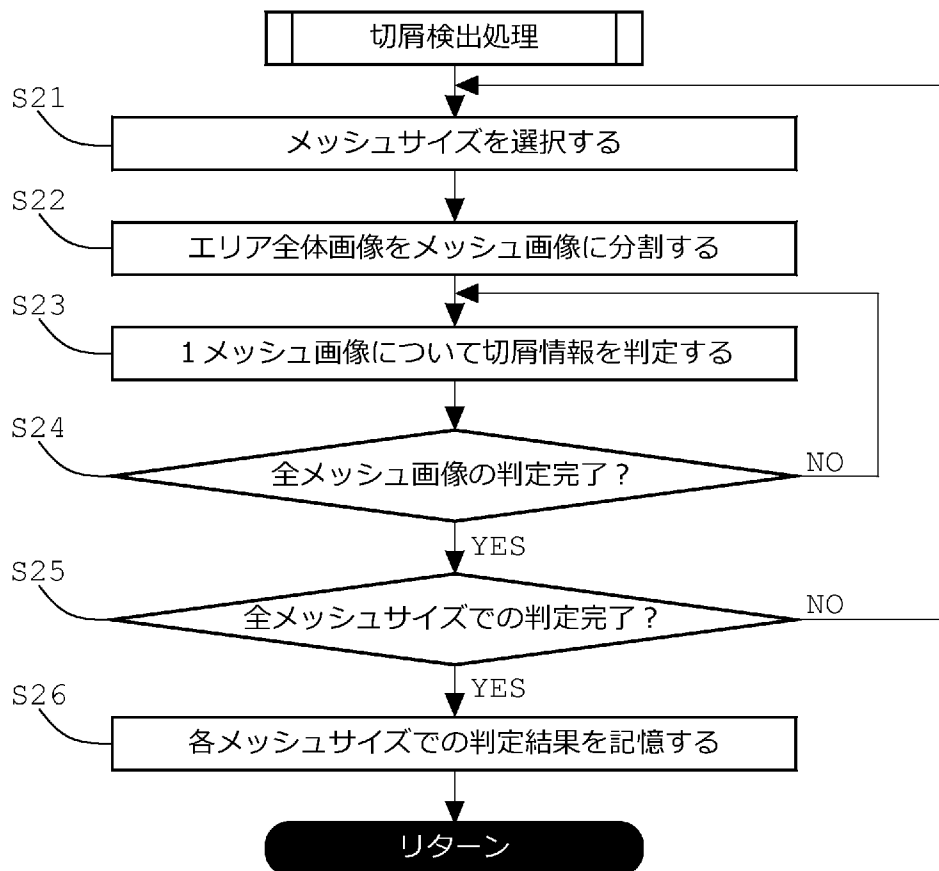 切屑検出処理
S21
メッシュサイズを選択する
S22
エリア全体画像をメッシュ画像に分割する
S23
１メッシュ画像について切屑情報を判定する
S24
全メッシュ画像の判定完了？
NO
YES
S25
全メッシュサイズでの判定完了？
NO
YES
S26
各メッシュサイズでの判定結果を記憶する
リターン